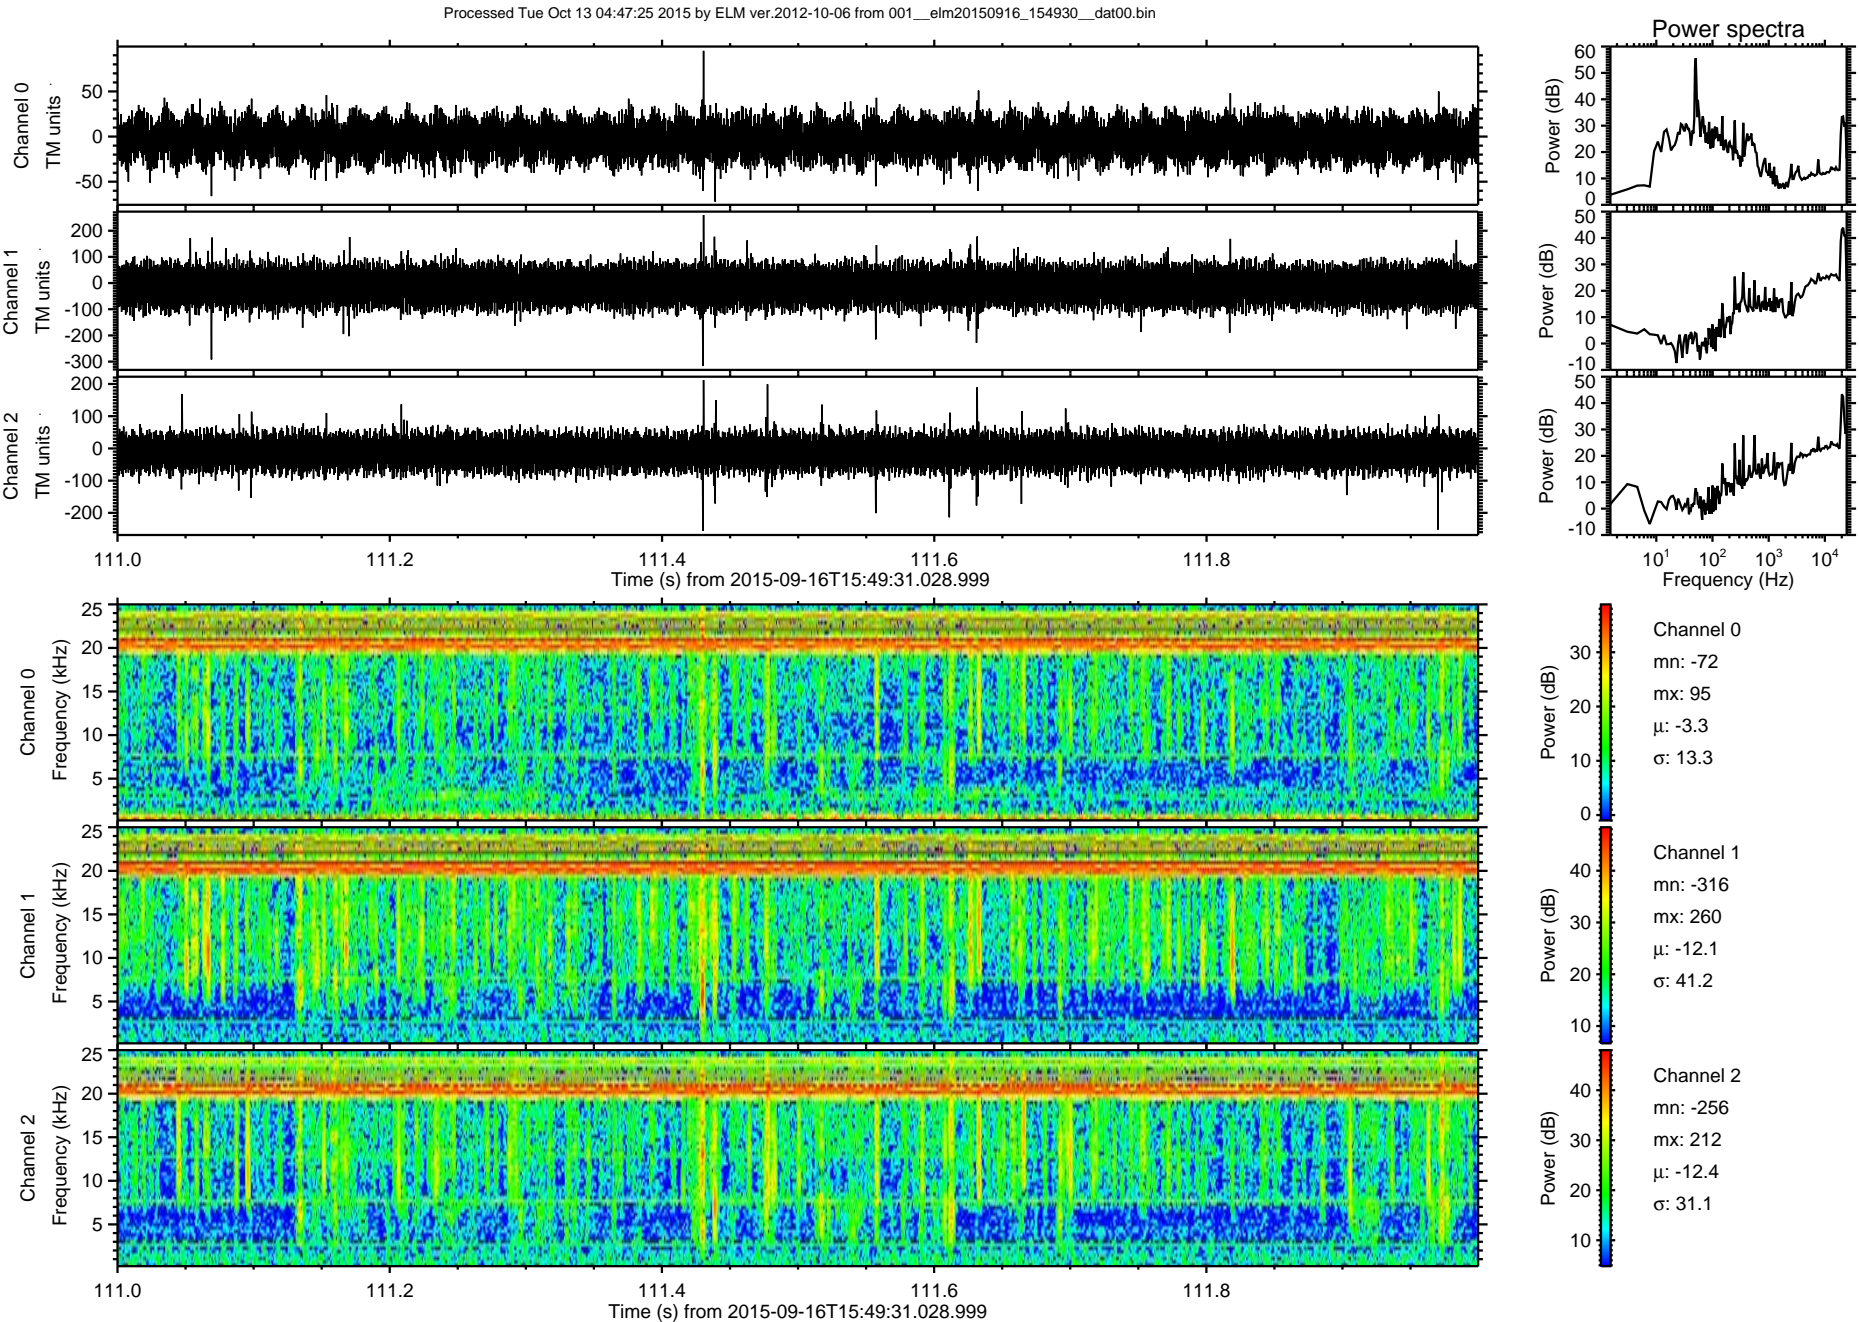 Processed Tue Oct 13 04:47:25 2015 by ELM ver.2012-10-06 from 001__elm20150916_154930__dat00.bin
Power spectra
Channel 0
TM units
50
0
-50
Power (dB)
60
50
40
30
20
10
0
Channel 1
TM units
200
100
0
-100
-200
-300
Power (dB)
50
40
30
20
10
0
-10
Channel 2
TM units
200
100
0
-100
-200
Power (dB)
50
40
30
20
10
0
-10
111.0 111.2 111.4 111.6 111.8
Time (s) from 2015-09-16T15:49:31.028.999
10¹ 10² 10³ 10⁴
Frequency (Hz)
Channel 0
Frequency (kHz)
25
20
15
10
5
Power (dB)
30
20
10
0
Channel 0
mn: -72
mx: 95
μ: -3.3
σ: 13.3
Channel 1
Frequency (kHz)
25
20
15
10
5
Power (dB)
40
30
20
10
Channel 1
mn: -316
mx: 260
μ: -12.1
σ: 41.2
Channel 2
Frequency (kHz)
25
20
15
10
5
Power (dB)
40
30
20
10
Channel 2
mn: -256
mx: 212
μ: -12.4
σ: 31.1
111.0 111.2 111.4 111.6 111.8
Time (s) from 2015-09-16T15:49:31.028.999